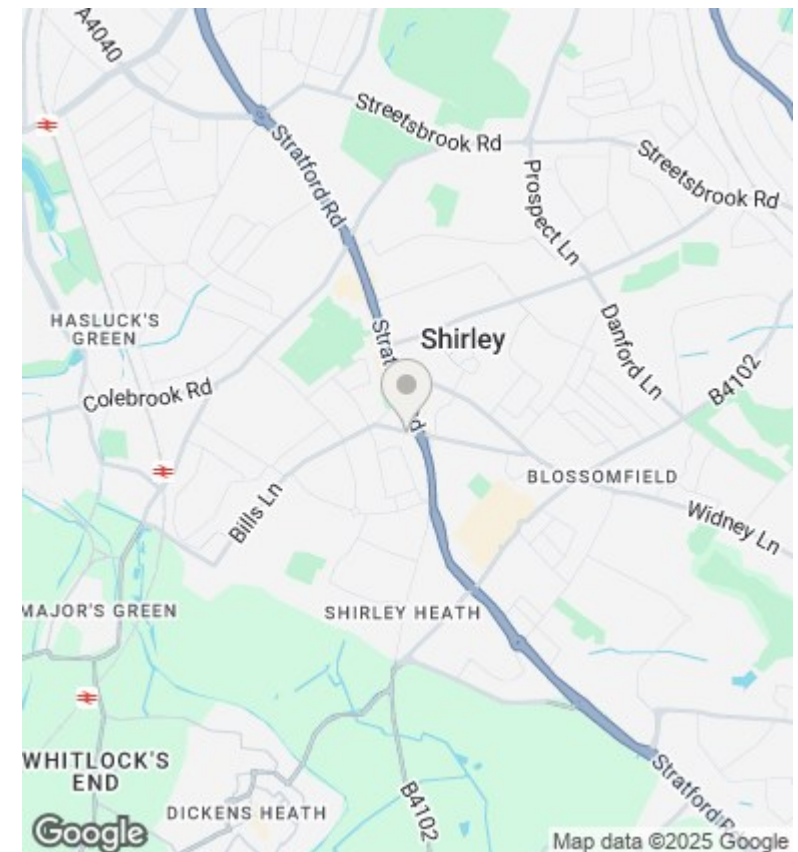 A4040
Streetsbrook Rd
Streetsbrook Rd
Stratford Rd
Prospect Ln
HASLUCK'S
GREEN
Shirley
Danford Ln
B4102
Colebrook Rd
BLOSSOMFIELD
Bills Ln
Widney Ln
MAJOR'S GREEN
SHIRLEY HEATH
WHITLOCK'S
END
DICKENS HEATH
B4102
Stratford R
Google
Map data ©2025 Google